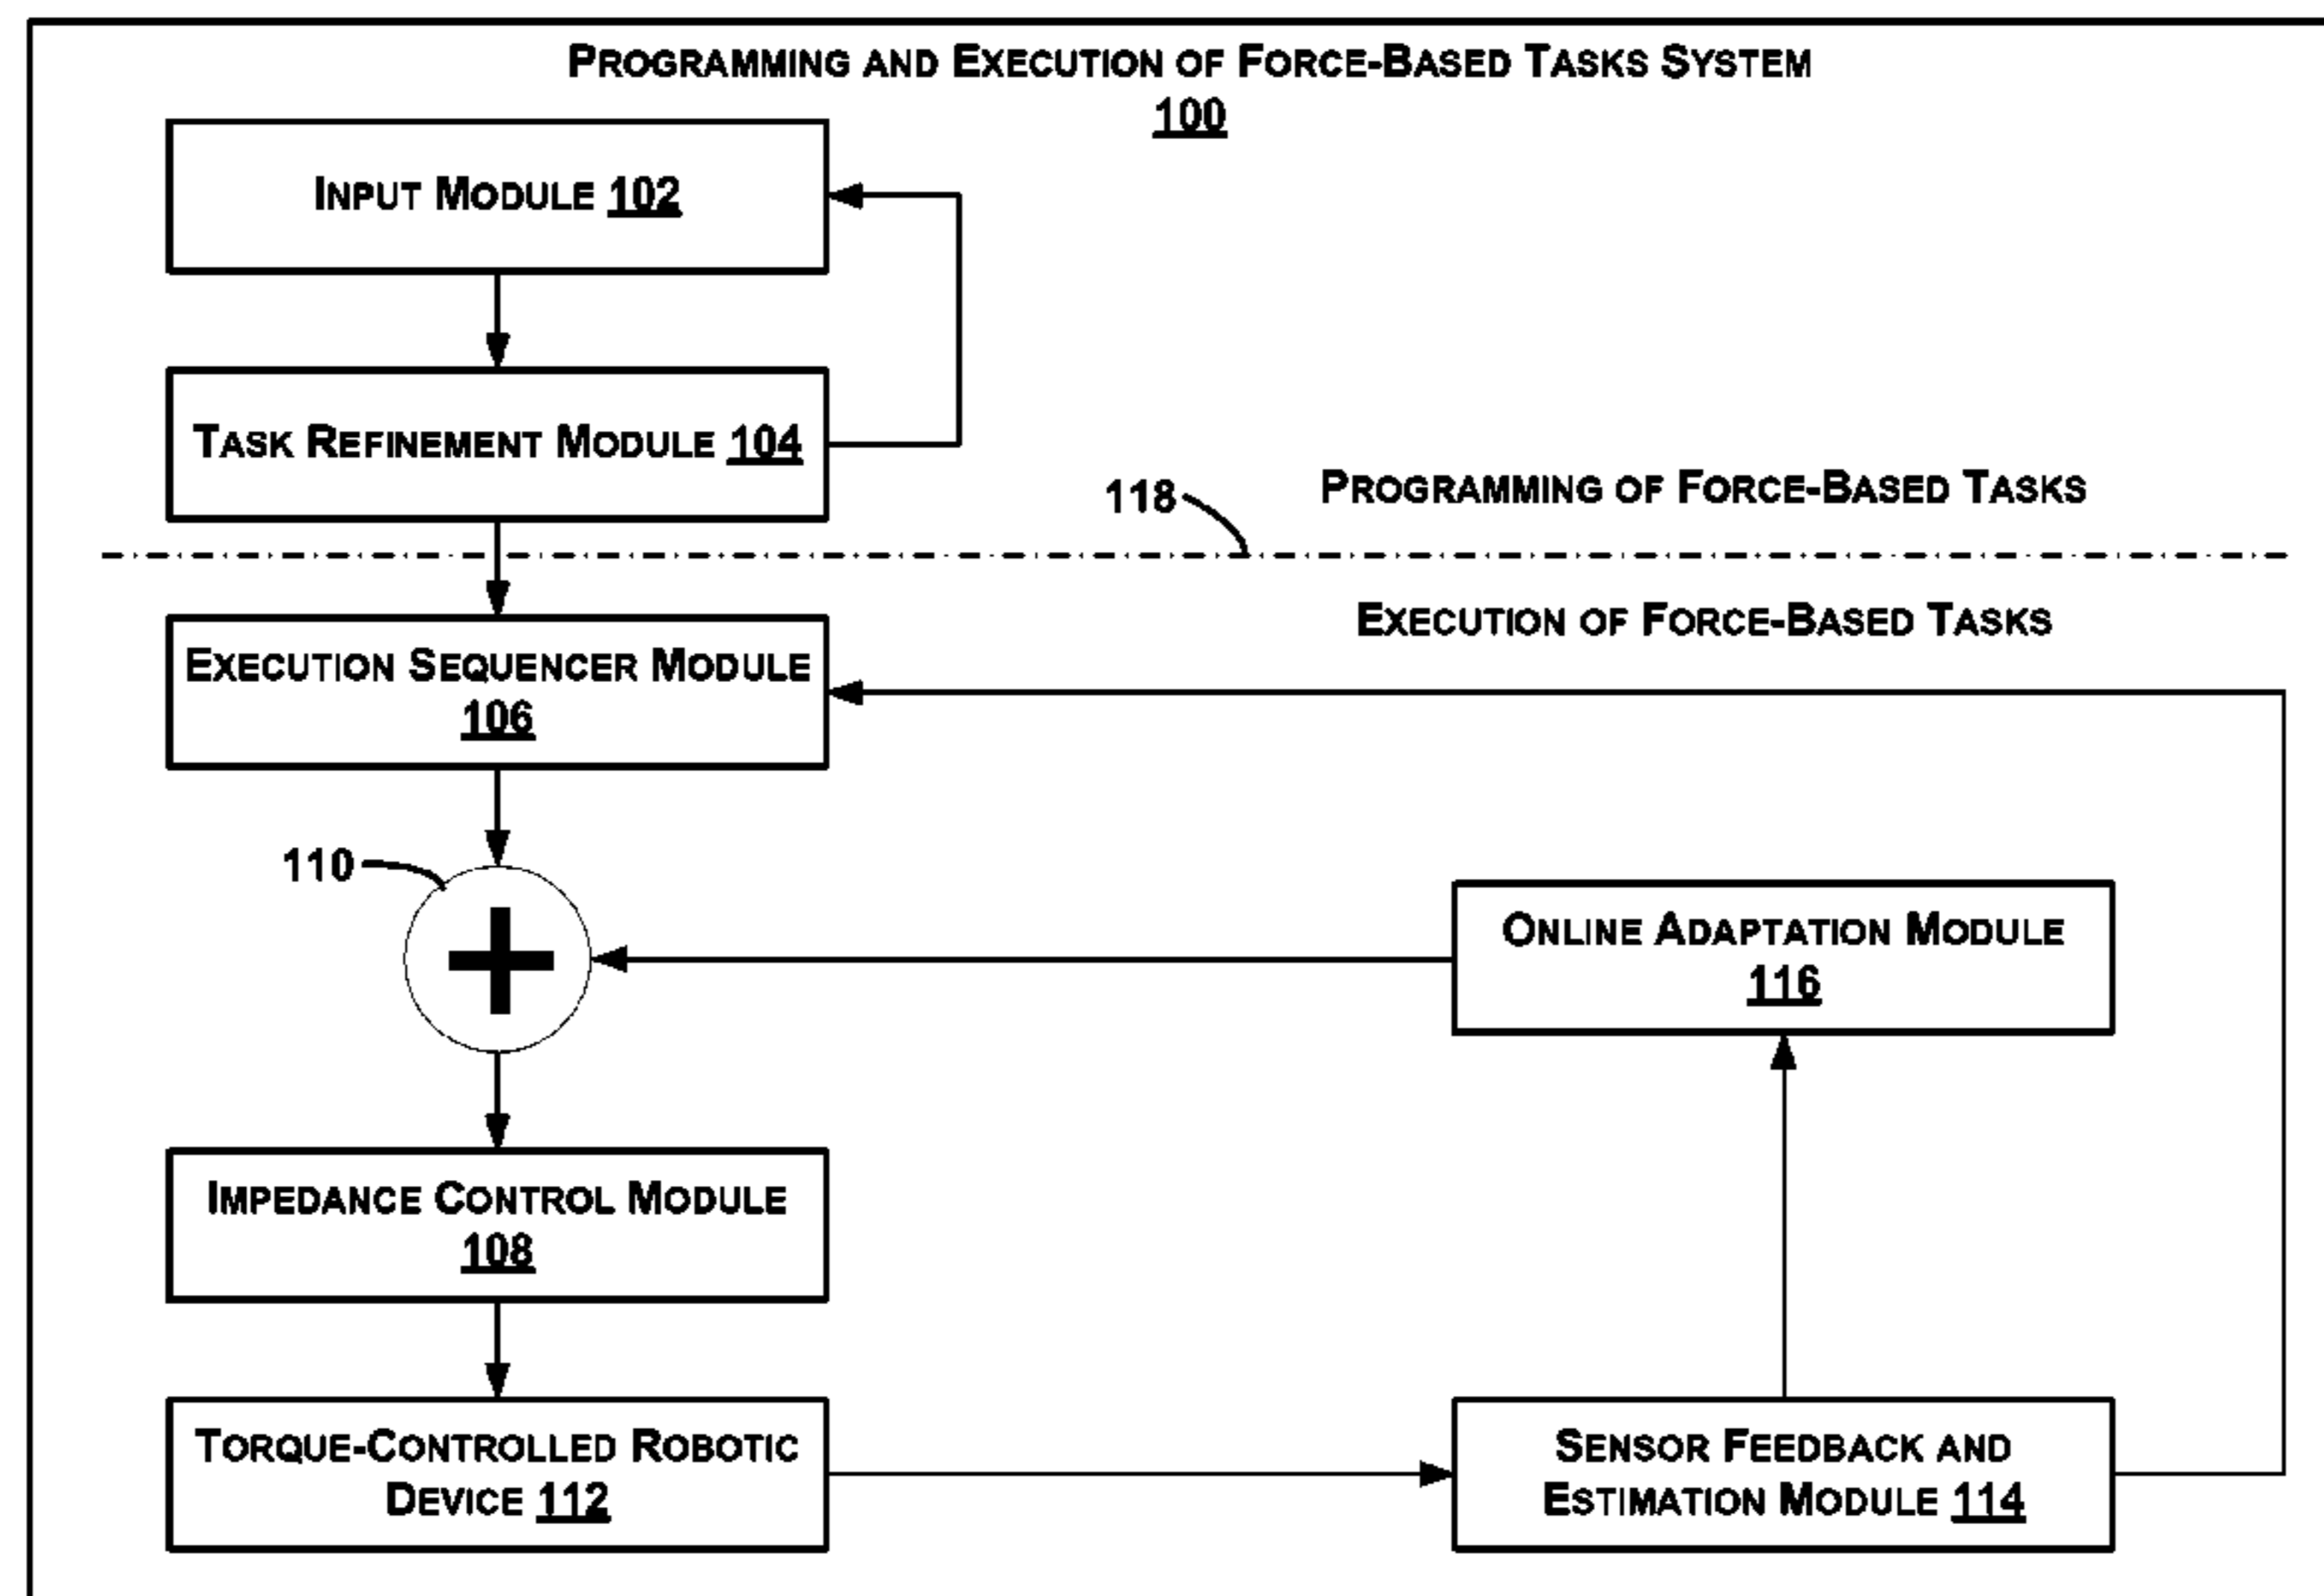 PROGRAMMING AND EXECUTION OF FORCE-BASED TASKS SYSTEM
100
INPUT MODULE 102
TASK REFINEMENT MODULE 104
118
PROGRAMMING OF FORCE-BASED TASKS
EXECUTION OF FORCE-BASED TASKS
EXECUTION SEQUENCER MODULE
106
110
+
ONLINE ADAPTATION MODULE
116
IMPEDANCE CONTROL MODULE
108
TORQUE-CONTROLLED ROBOTIC
DEVICE 112
SENSOR FEEDBACK AND
ESTIMATION MODULE 114